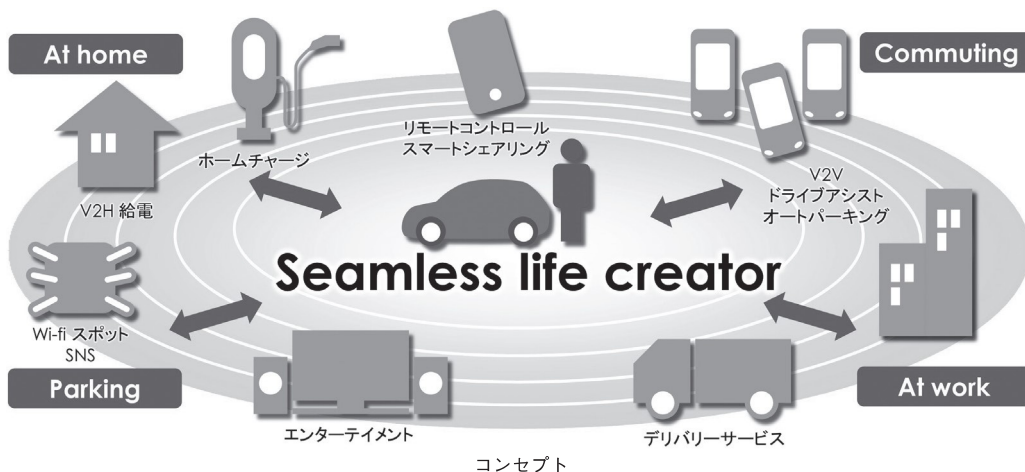 At home
Commuting
リモートコントロール
スマートシェアリング
ホームチャージ
V2V
ドライブアシスト
オートパーキング
V2H 給電
Seamless life creator
Wi-fi スポット
SNS
Parking
At work
エンターテイメント
デリバリーサービス
コンセプト